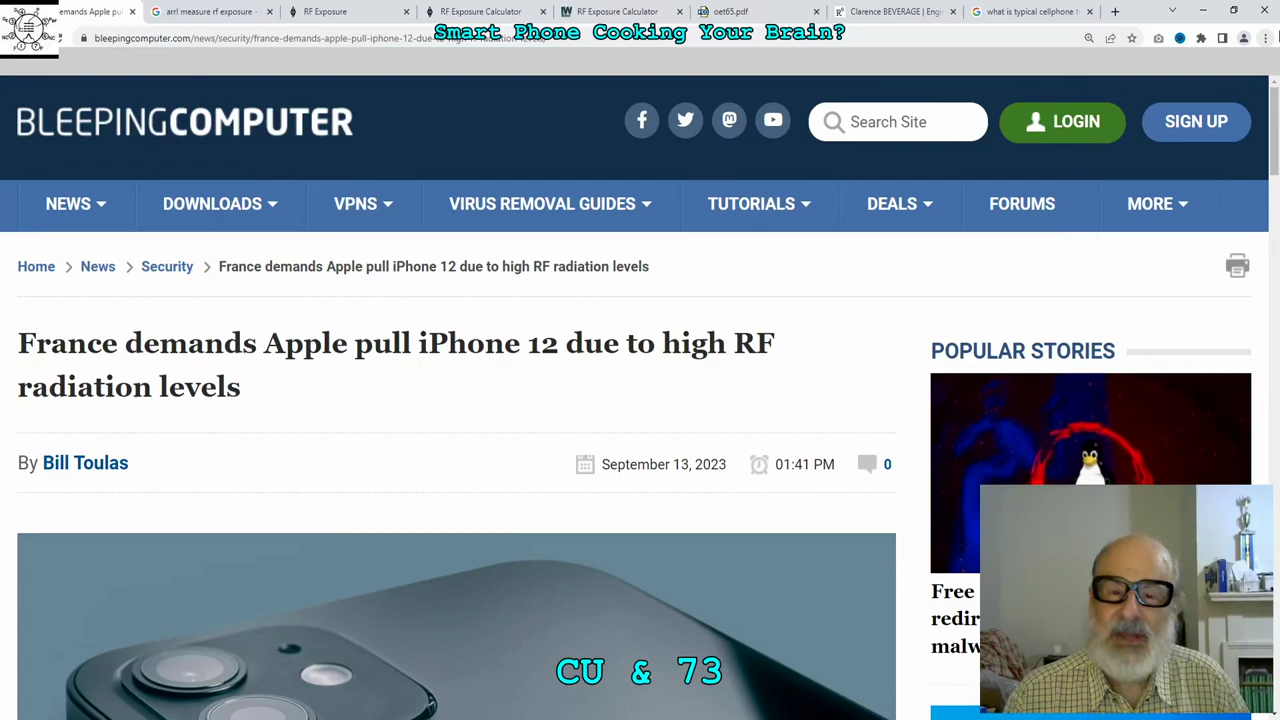 emands Apple pu
arrl measure rf exposure -
RF Exposure
RF Exposure Calculator
RF Exposure Calculator
oet65.pdf
Clarence BEVERAGE | Eng
what is typical cellphone t
Smart Phone Cooking Your Brain?
bleepingcomputer.com/news/security/france-demands-apple-pull-iphone-12-due-
BLEEPINGCOMPUTER
Search Site
LOGIN
SIGN UP
NEWS
DOWNLOADS
VPNS
VIRUS REMOVAL GUIDES
TUTORIALS
DEALS
FORUMS
MORE
Home > News > Security > France demands Apple pull iPhone 12 due to high RF radiation levels
France demands Apple pull iPhone 12 due to high RF
radiation levels
POPULAR STORIES
By Bill Toulas
September 13, 2023
01:41 PM
0
Free
redir
malw
CU & 73